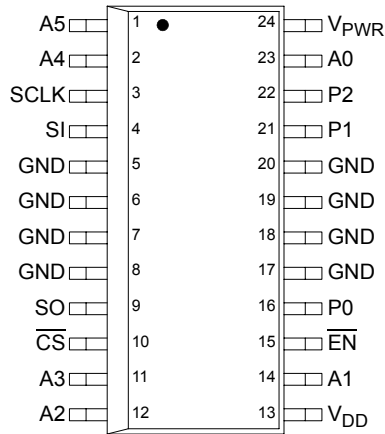 A5 1 24 VPWR
A4 2 23 A0
SCLK 3 22 P2
SI 4 21 P1
GND 5 20 GND
GND 6 19 GND
GND 7 18 GND
GND 8 17 GND
SO 9 16 P0
C̅S̅ 10 15 E̅N̅
A3 11 14 A1
A2 12 13 VDD